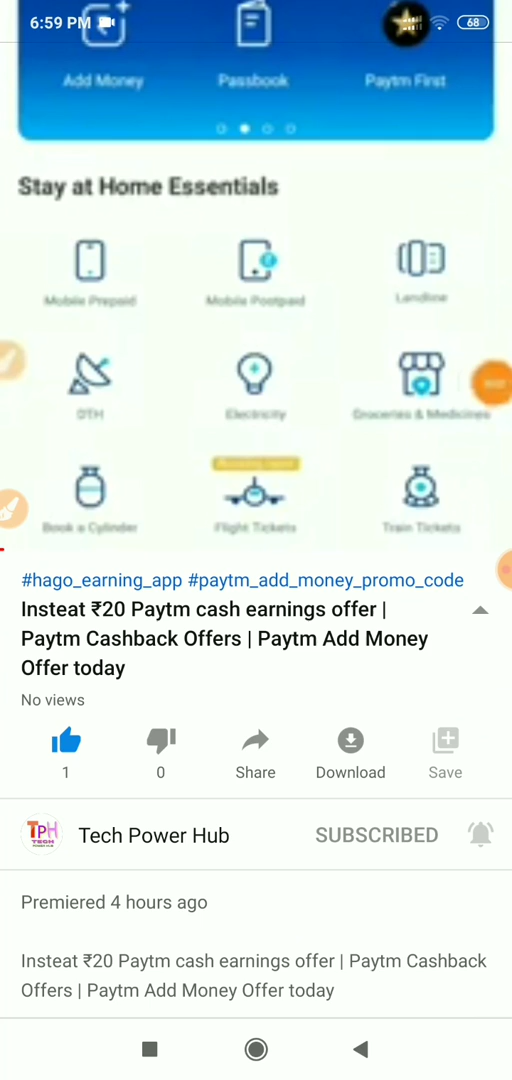 6:59 PM 68
Add Money Passbook Paytm First
Stay at Home Essentials
Mobile Prepaid Mobile Postpaid Landline
DTH Electricity Groceries & Medicines
Book a Cylinder Flight Tickets Train Tickets
#hago_earning_app #paytm_add_money_promo_code
Insteat ₹20 Paytm cash earnings offer |
Paytm Cashback Offers | Paytm Add Money
Offer today
No views
1 0 Share Download Save
TPH
TECH
POWER HUB
Tech Power Hub SUBSCRIBED
Premiered 4 hours ago
Insteat ₹20 Paytm cash earnings offer | Paytm Cashback
Offers | Paytm Add Money Offer today